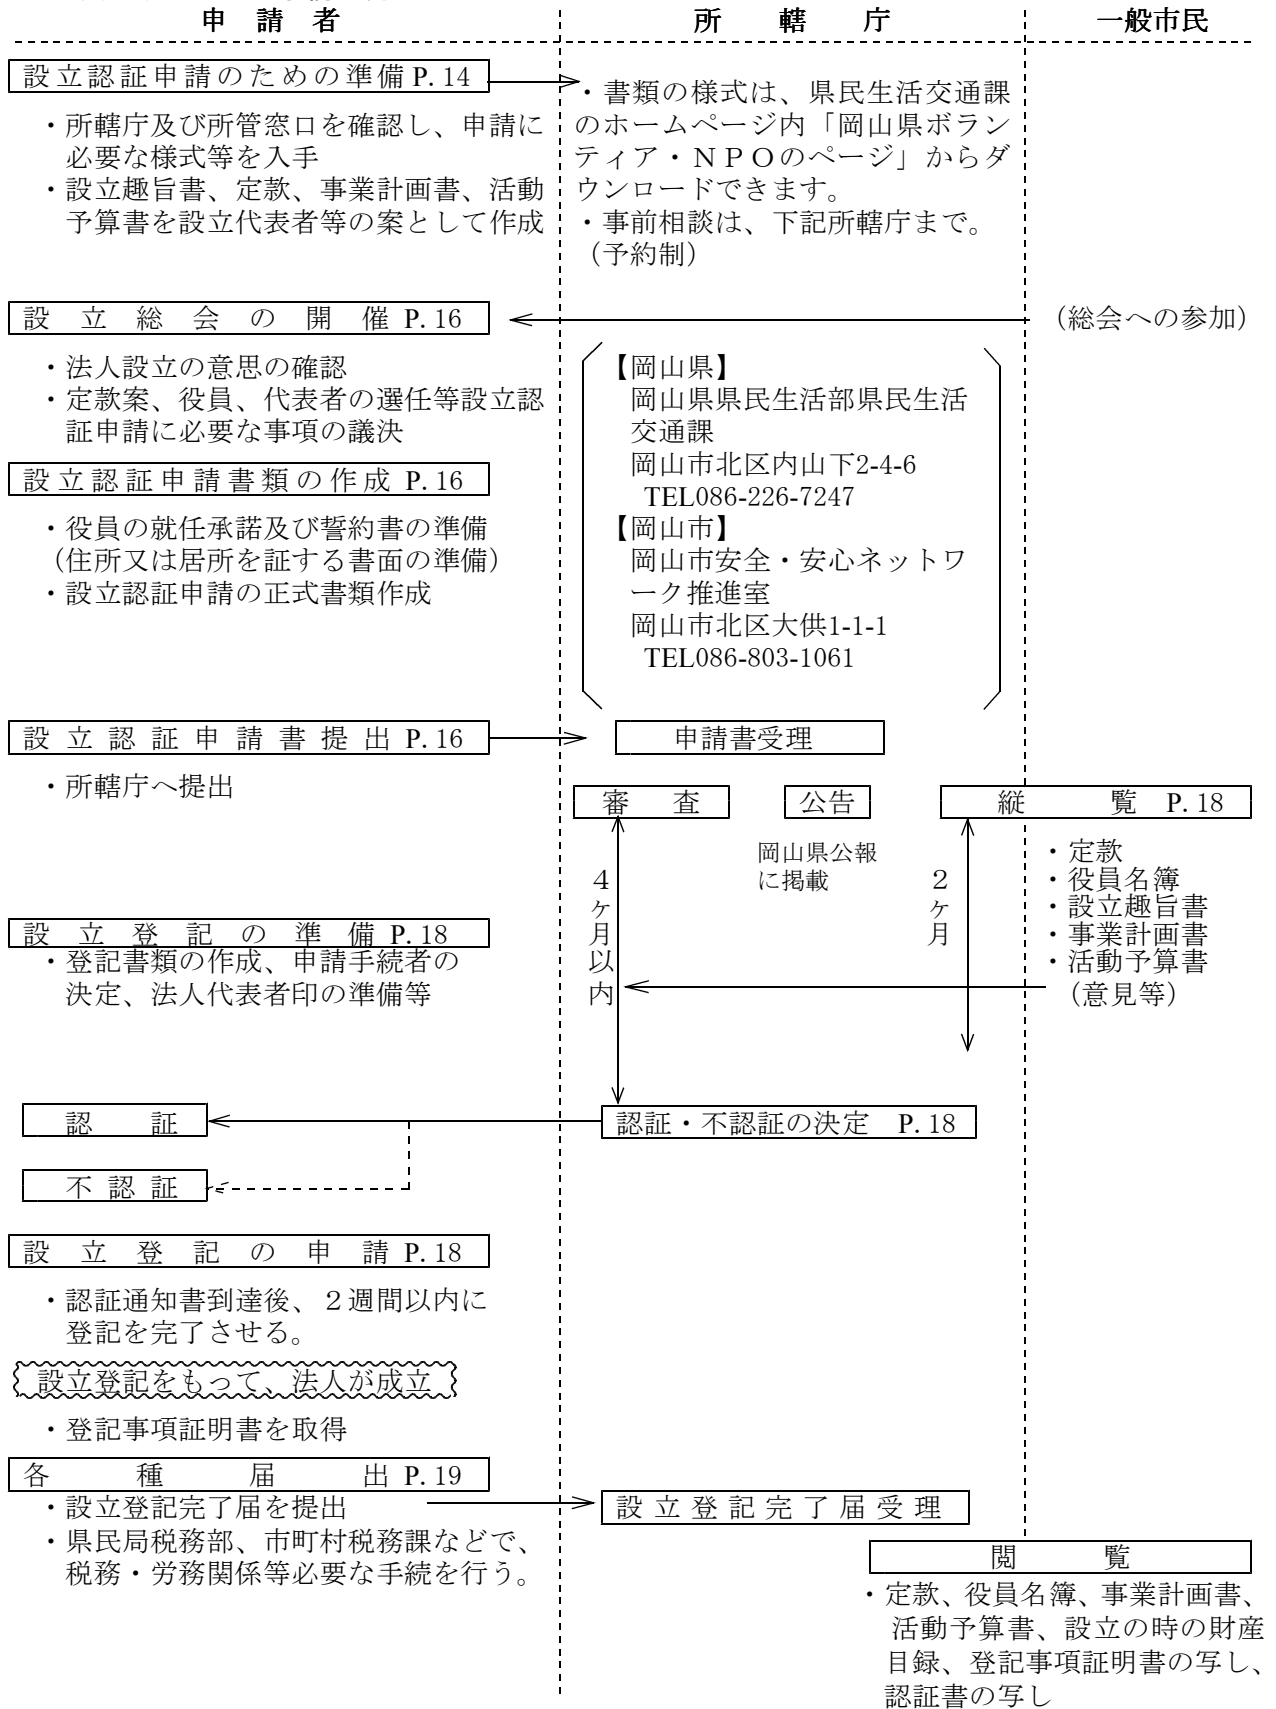 申請者
所轄庁
一般市民
設立認証申請のための準備 P.14
・所轄庁及び所管窓口を確認し、申請に
必要な様式等を入手
・設立趣旨書、定款、事業計画書、活動
予算書を設立代表者等の案として作成
・書類の様式は、県民生活交通課
のホームページ内「岡山県ボラン
ティア・ＮＰＯのページ」からダ
ウンロードできます。
・事前相談は、下記所轄庁まで。
（予約制）
設立総会の開催 P.16
（総会への参加）
・法人設立の意思の確認
・定款案、役員、代表者の選任等設立認
証申請に必要な事項の議決
設立認証申請書類の作成 P.16
・役員の就任承諾及び誓約書の準備
（住所又は居所を証する書面の準備）
・設立認証申請の正式書類作成
【岡山県】
岡山県県民生活部県民生活
交通課
岡山市北区内山下2-4-6
TEL086-226-7247
【岡山市】
岡山市安全・安心ネットワ
ーク推進室
岡山市北区大供1-1-1
TEL086-803-1061
設立認証申請書提出 P.16
申請書受理
・所轄庁へ提出
審査
公告
縦覧 P.18
岡山県公報
に掲載
４ヶ月以内
２ヶ月
・定款
・役員名簿
・設立趣旨書
・事業計画書
・活動予算書
（意見等）
設立登記の準備 P.18
・登記書類の作成、申請手続者の
決定、法人代表者印の準備等
認証
認証・不認証の決定 P.18
不認証
設立登記の申請 P.18
・認証通知書到達後、２週間以内に
登記を完了させる。
設立登記をもって、法人が成立
・登記事項証明書を取得
各種届出 P.19
・設立登記完了届を提出
設立登記完了届受理
・県民局税務部、市町村税務課などで、
税務・労務関係等必要な手続を行う。
閲覧
・定款、役員名簿、事業計画書、
活動予算書、設立の時の財産
目録、登記事項証明書の写し、
認証書の写し